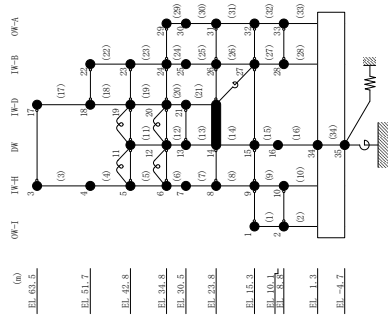 (m) OW-I IW-H DW IW-D IW-B OW-A
EL 63.5 3 17
(3) (17)
EL 51.7 4 18 22
(4) (18) (22)
EL 42.8 5 11 19 23
(5) (11) (19) (23)
EL 34.8 6 12 20 24 29
(6) (12) (20) (24) (29)
EL 30.5 7 13 21 25 30
(7) (13) (21) (25) (30)
EL 23.8 8 14 26 31
(8) (14) (26) (31)
EL 15.3 1 9 15 27 32
(1) (9) (15) (27) (32)
EL 10.1 16
EL 8.8 2 10 28 33
(2) (10) (16) (28) (33)
EL 1.3 34
(34)
EL -4.7 35